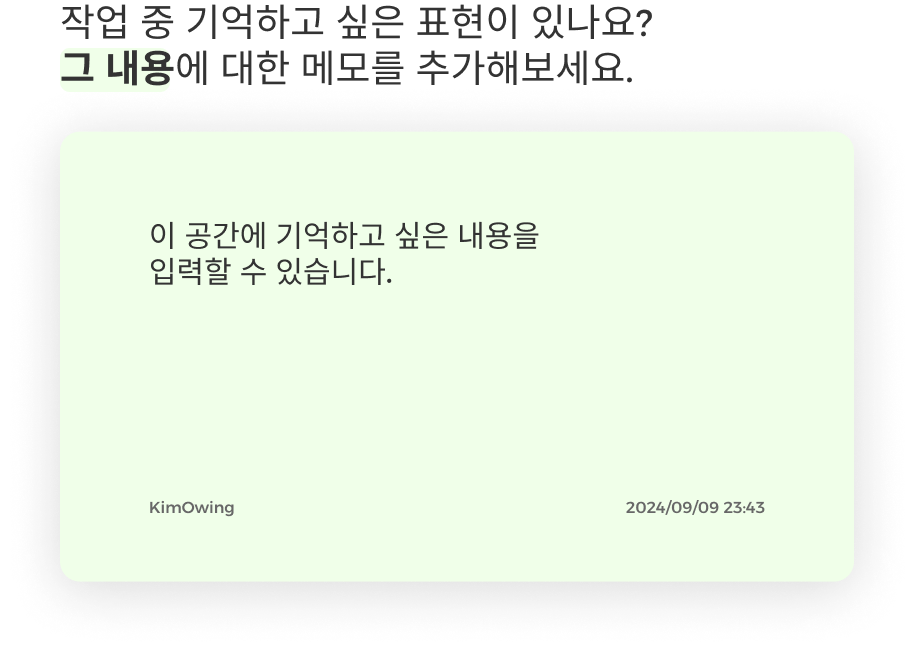 작업 중 기억하고 싶은 표현이 있나요?
그 내용에 대한 메모를 추가해보세요.
이 공간에 기억하고 싶은 내용을
입력할 수 있습니다.
KimOwing
2024/09/09 23:43